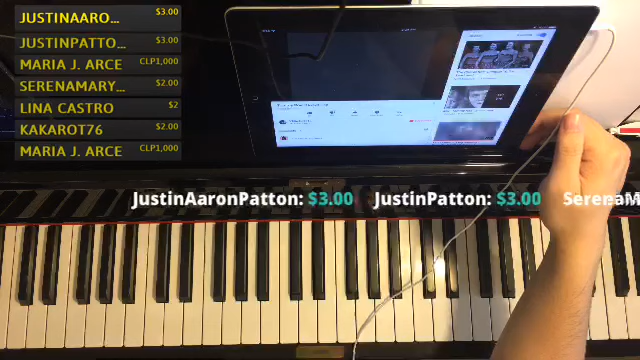 JUSTINAARO... $3.00
JUSTINPATTO... $3.00
MARIA J. ARCE CLP1,000
SERENAMARY... $2.00
LINA CASTRO $2
KAKAROT76 $2.00
MARIA J. ARCE CLP1,000
JustinAaronPatton: $3.00 JustinPatton: $3.00 SerenaM